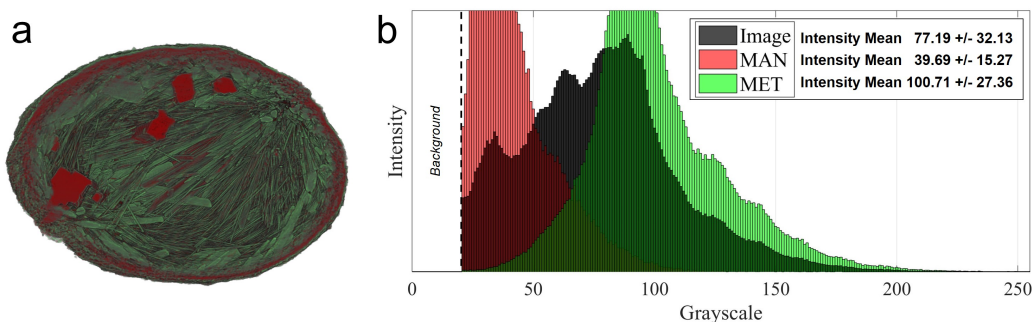 a
b
Image Intensity Mean 77.19 +/- 32.13
MAN Intensity Mean 39.69 +/- 15.27
MET Intensity Mean 100.71 +/- 27.36
Background
Intensity
0 50 100 150 200 250
Grayscale